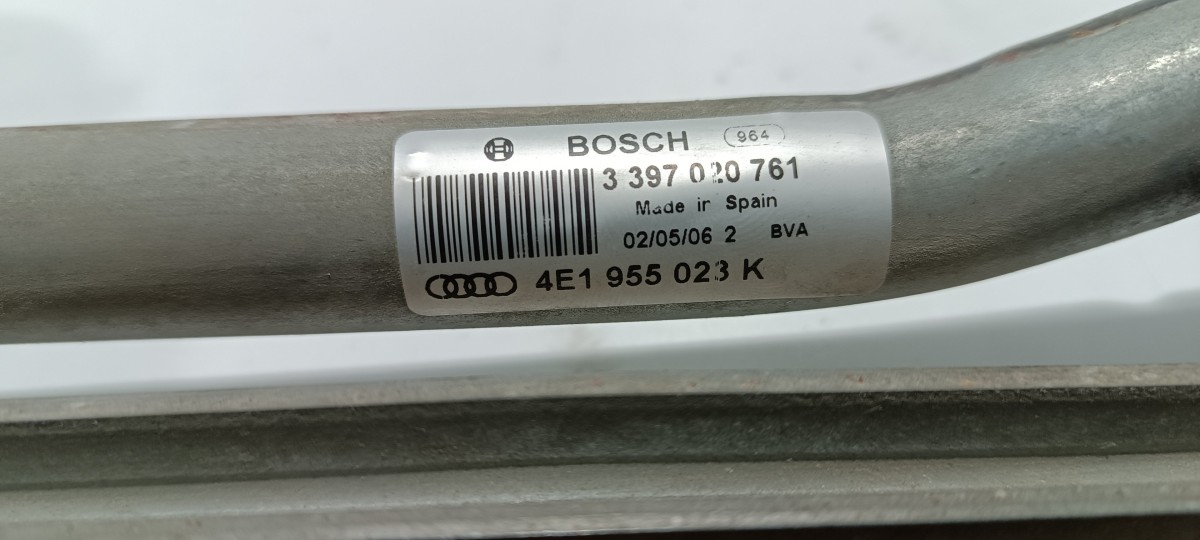 BOSCH 964
3 397 020 761
Made in Spain
02/05/06 2 BVA
4E1 955 023 K